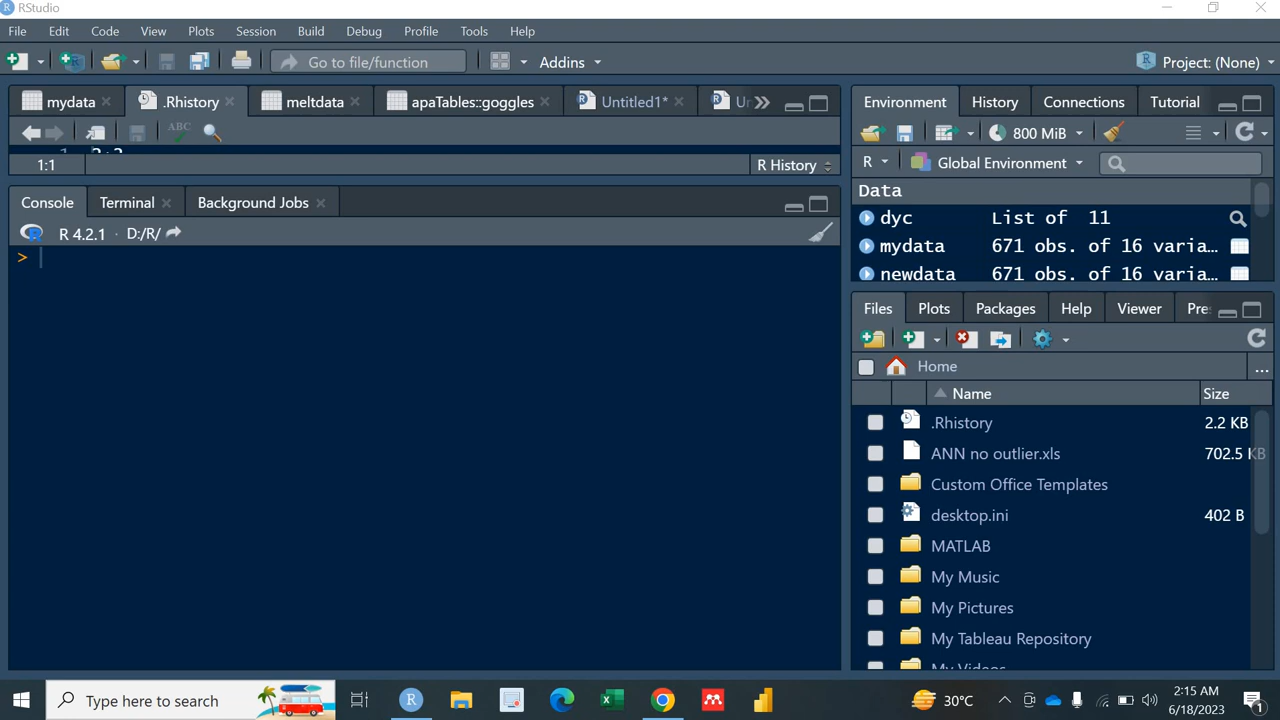 RStudio
File Edit Code View Plots Session Build Debug Profile Tools Help
Go to file/function Addins Project: (None)
mydata .Rhistory meltdata apaTables::goggles Untitled1*
ABC
1:1 R History
Console Terminal Background Jobs
R 4.2.1 · D:/R/
>
Environment History Connections Tutorial
800 MiB
R Global Environment
Data
dyc List of 11
mydata 671 obs. of 16 varia…
newdata 671 obs. of 16 varia…
Files Plots Packages Help Viewer
Home ...
Name Size
.Rhistory 2.2 KB
ANN no outlier.xls 702.5 KB
Custom Office Templates
desktop.ini 402 B
MATLAB
My Music
My Pictures
My Tableau Repository
My Videos
Type here to search
30°C
2:15 AM
6/18/2023
1